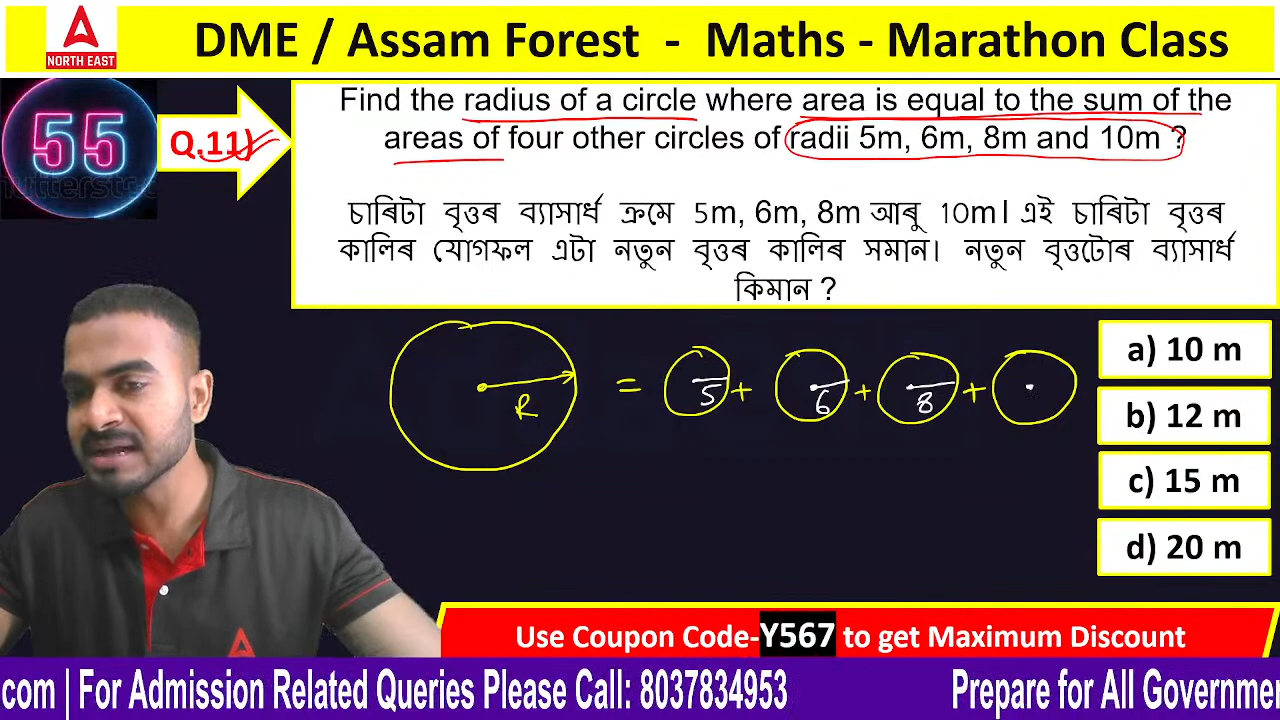 NORTH EAST
DME / Assam Forest - Maths - Marathon Class
55
Q.11)
Find the radius of a circle where area is equal to the sum of the
areas of four other circles of radii 5m, 6m, 8m and 10m ?
চাৰিটা বৃত্তৰ ব্যাসাৰ্ধ ক্ৰমে 5m, 6m, 8m আৰু 10m। এই চাৰিটা বৃত্তৰ
কালিৰ যোগফল এটা নতুন বৃত্তৰ কালিৰ সমান। নতুন বৃত্তটোৰ ব্যাসাৰ্ধ
কিমান ?
R = 5 + 6 + 8 +
a) 10 m
b) 12 m
c) 15 m
d) 20 m
Use Coupon Code-Y567 to get Maximum Discount
.com | For Admission Related Queries Please Call: 8037834953 Prepare for All Governme